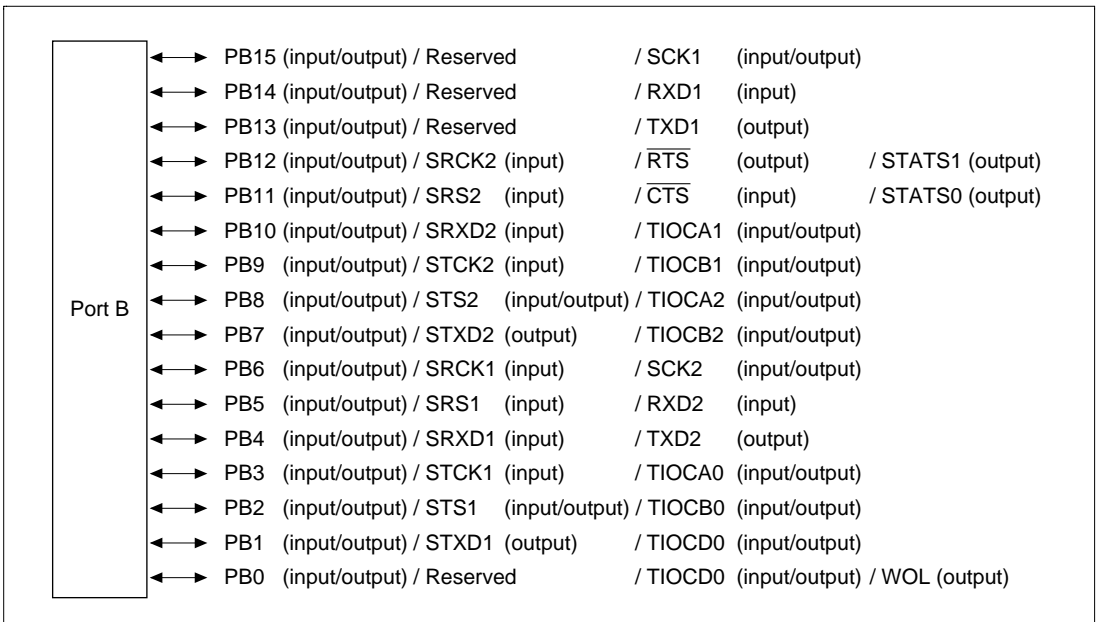 PB15 (input/output) / Reserved / SCK1 (input/output)
PB14 (input/output) / Reserved / RXD1 (input)
PB13 (input/output) / Reserved / TXD1 (output)
PB12 (input/output) / SRCK2 (input) / R̅T̅S̅ (output) / STATS1 (output)
PB11 (input/output) / SRS2 (input) / C̅T̅S̅ (input) / STATS0 (output)
PB10 (input/output) / SRXD2 (input) / TIOCA1 (input/output)
PB9 (input/output) / STCK2 (input) / TIOCB1 (input/output)
Port B PB8 (input/output) / STS2 (input/output) / TIOCA2 (input/output)
PB7 (input/output) / STXD2 (output) / TIOCB2 (input/output)
PB6 (input/output) / SRCK1 (input) / SCK2 (input/output)
PB5 (input/output) / SRS1 (input) / RXD2 (input)
PB4 (input/output) / SRXD1 (input) / TXD2 (output)
PB3 (input/output) / STCK1 (input) / TIOCA0 (input/output)
PB2 (input/output) / STS1 (input/output) / TIOCB0 (input/output)
PB1 (input/output) / STXD1 (output) / TIOCD0 (input/output)
PB0 (input/output) / Reserved / TIOCD0 (input/output) / WOL (output)